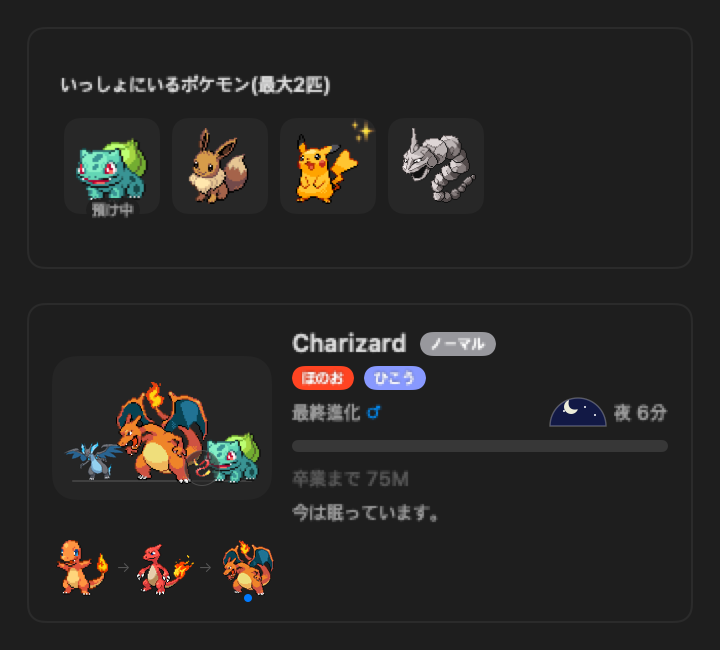 いっしょにいるポケモン(最大2匹)
預け中
Charizard ノーマル
ほのお ひこう
最終進化 ♂ 夜 6分
卒業まで 75M
今は眠っています。